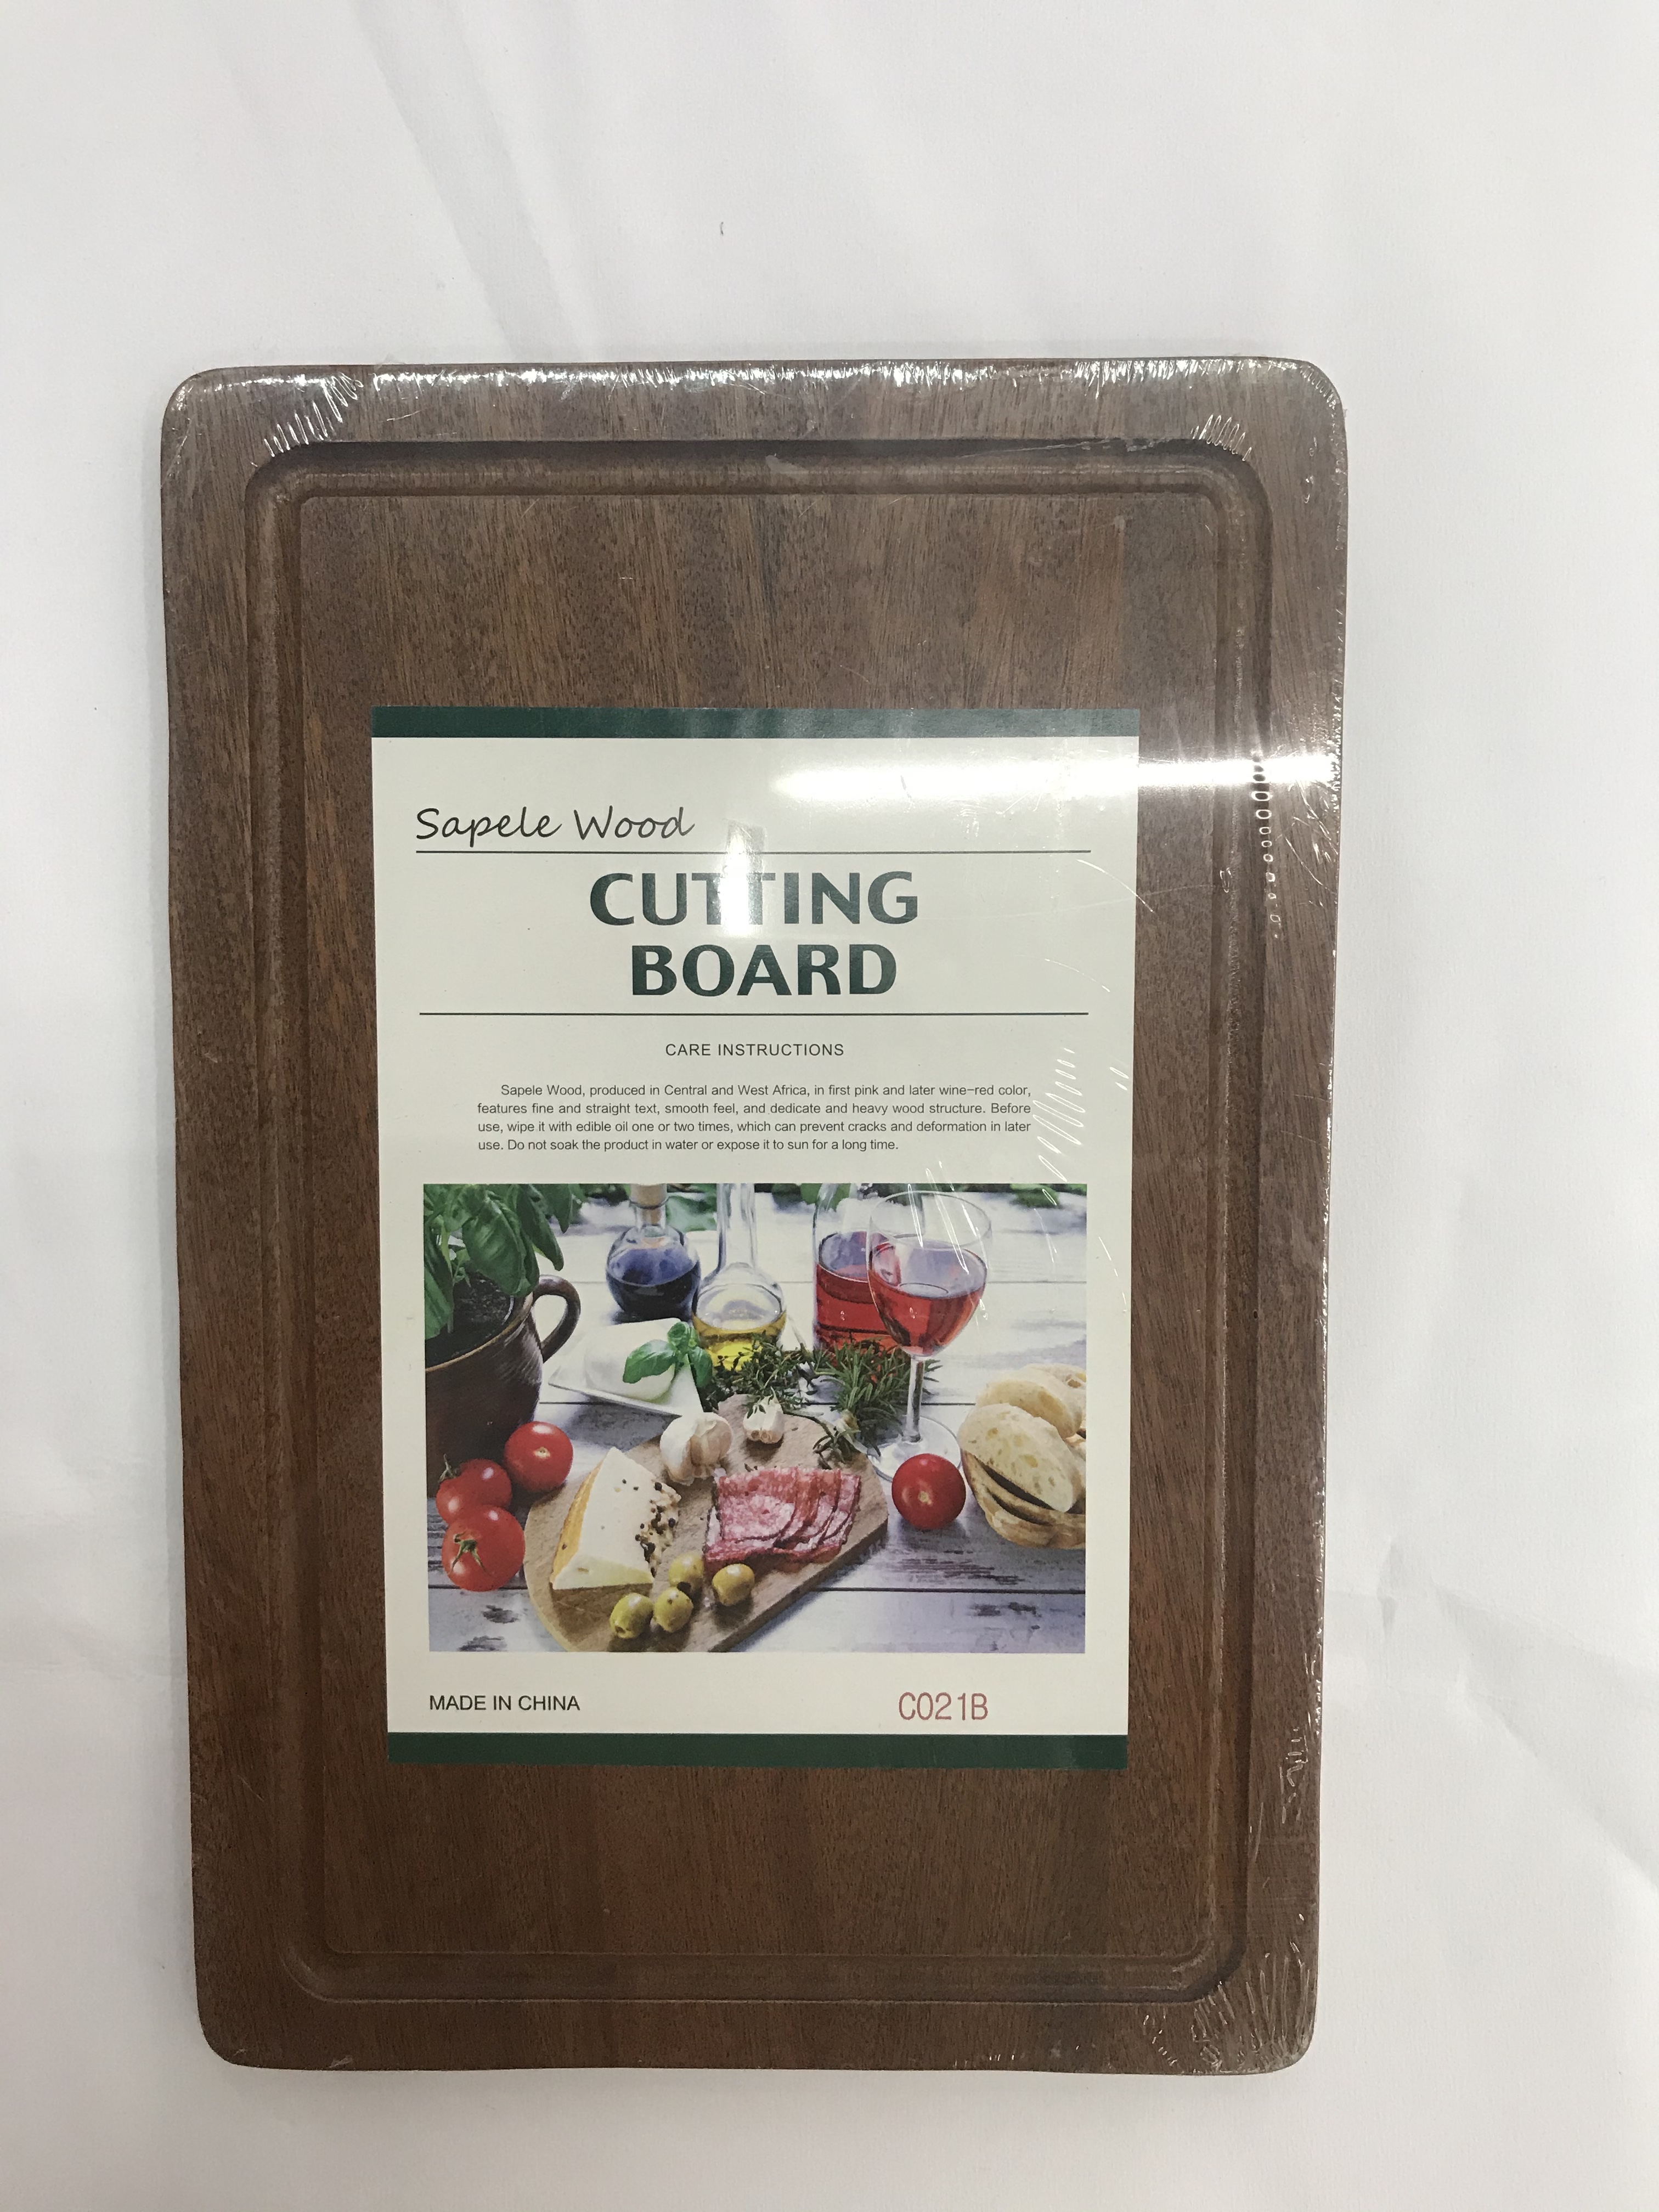 Sapele Wood
CUTTING
BOARD
CARE INSTRUCTIONS
Sapele Wood, produced in Central and West Africa, in first pink and later wine-red color,
features fine and straight text, smooth feel, and dedicate and heavy wood structure. Before
use, wipe it with edible oil one or two times, which can prevent cracks and deformation in later
use. Do not soak the product in water or expose it to sun for a long time.
MADE IN CHINA
C021B